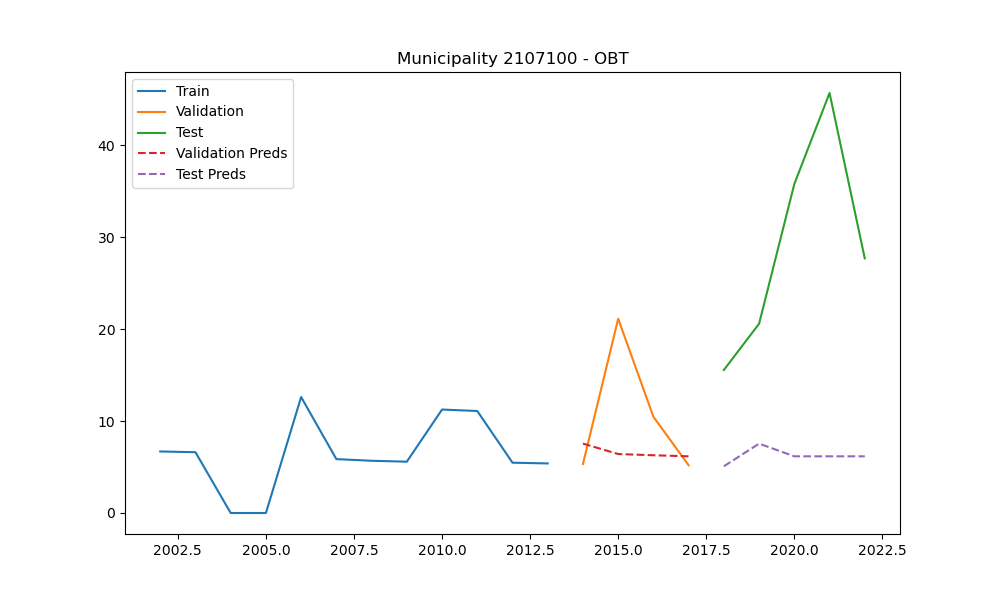 Municipality 2107100 - OBT
Train
Validation
Test
Validation Preds
Test Preds
40
30
20
10
0
2002.5 2005.0 2007.5 2010.0 2012.5 2015.0 2017.5 2020.0 2022.5